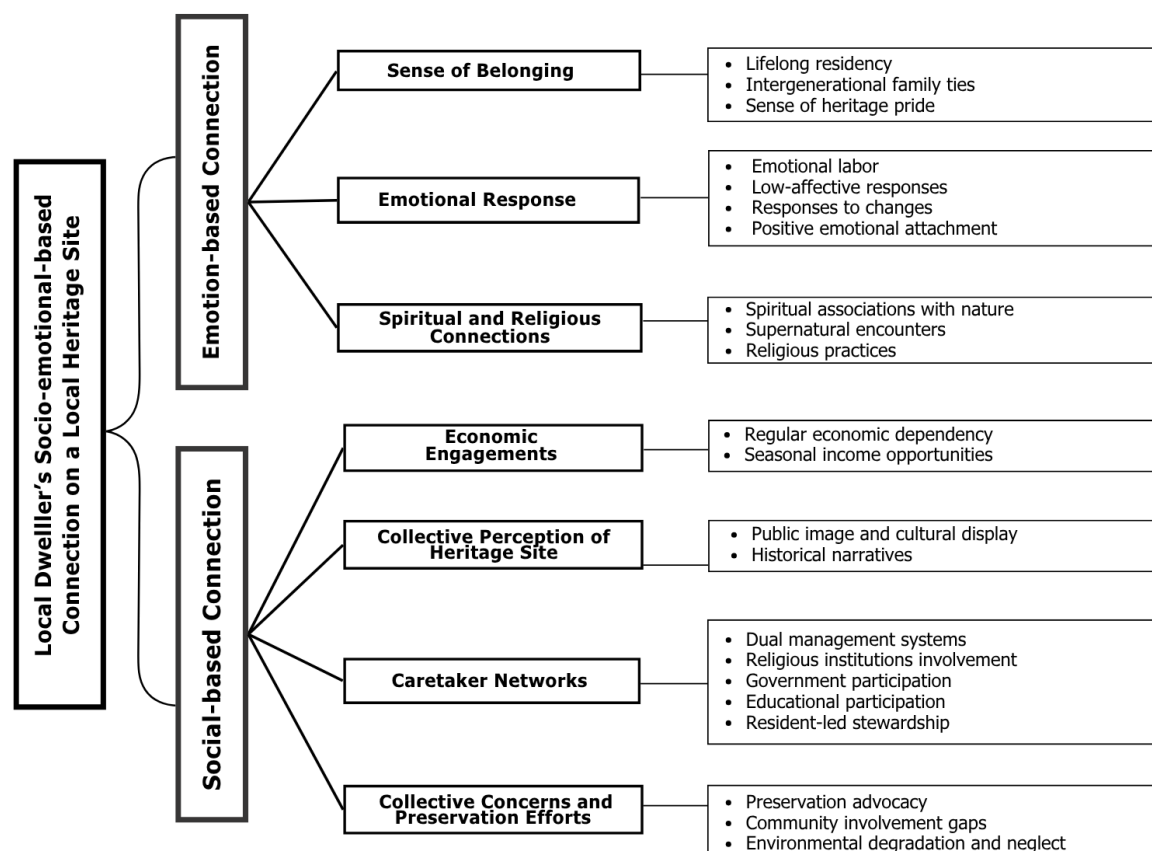 Local Dwelller's Socio-emotional-based
Connection on a Local Heritage Site
Emotion-based Connection
Sense of Belonging
• Lifelong residency
• Intergenerational family ties
• Sense of heritage pride
Emotional Response
• Emotional labor
• Low-affective responses
• Responses to changes
• Positive emotional attachment
Spiritual and Religious
Connections
• Spiritual associations with nature
• Supernatural encounters
• Religious practices
Social-based Connection
Economic
Engagements
• Regular economic dependency
• Seasonal income opportunities
Collective Perception of
Heritage Site
• Public image and cultural display
• Historical narratives
Caretaker Networks
• Dual management systems
• Religious institutions involvement
• Government participation
• Educational participation
• Resident-led stewardship
Collective Concerns and
Preservation Efforts
• Preservation advocacy
• Community involvement gaps
• Environmental degradation and neglect